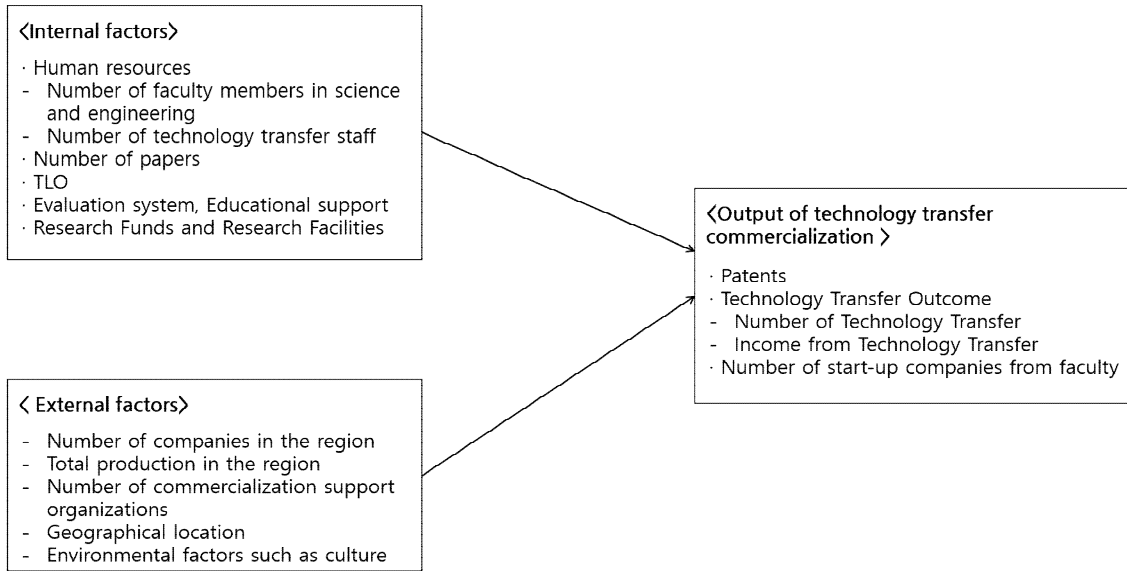 <Internal factors>
· Human resources
- Number of faculty members in science
and engineering
- Number of technology transfer staff
· Number of papers
· TLO
· Evaluation system, Educational support
· Research Funds and Research Facilities
<Output of technology transfer
commercialization >
· Patents
· Technology Transfer Outcome
- Number of Technology Transfer
- Income from Technology Transfer
· Number of start-up companies from faculty
< External factors>
- Number of companies in the region
- Total production in the region
- Number of commercialization support
organizations
- Geographical location
- Environmental factors such as culture